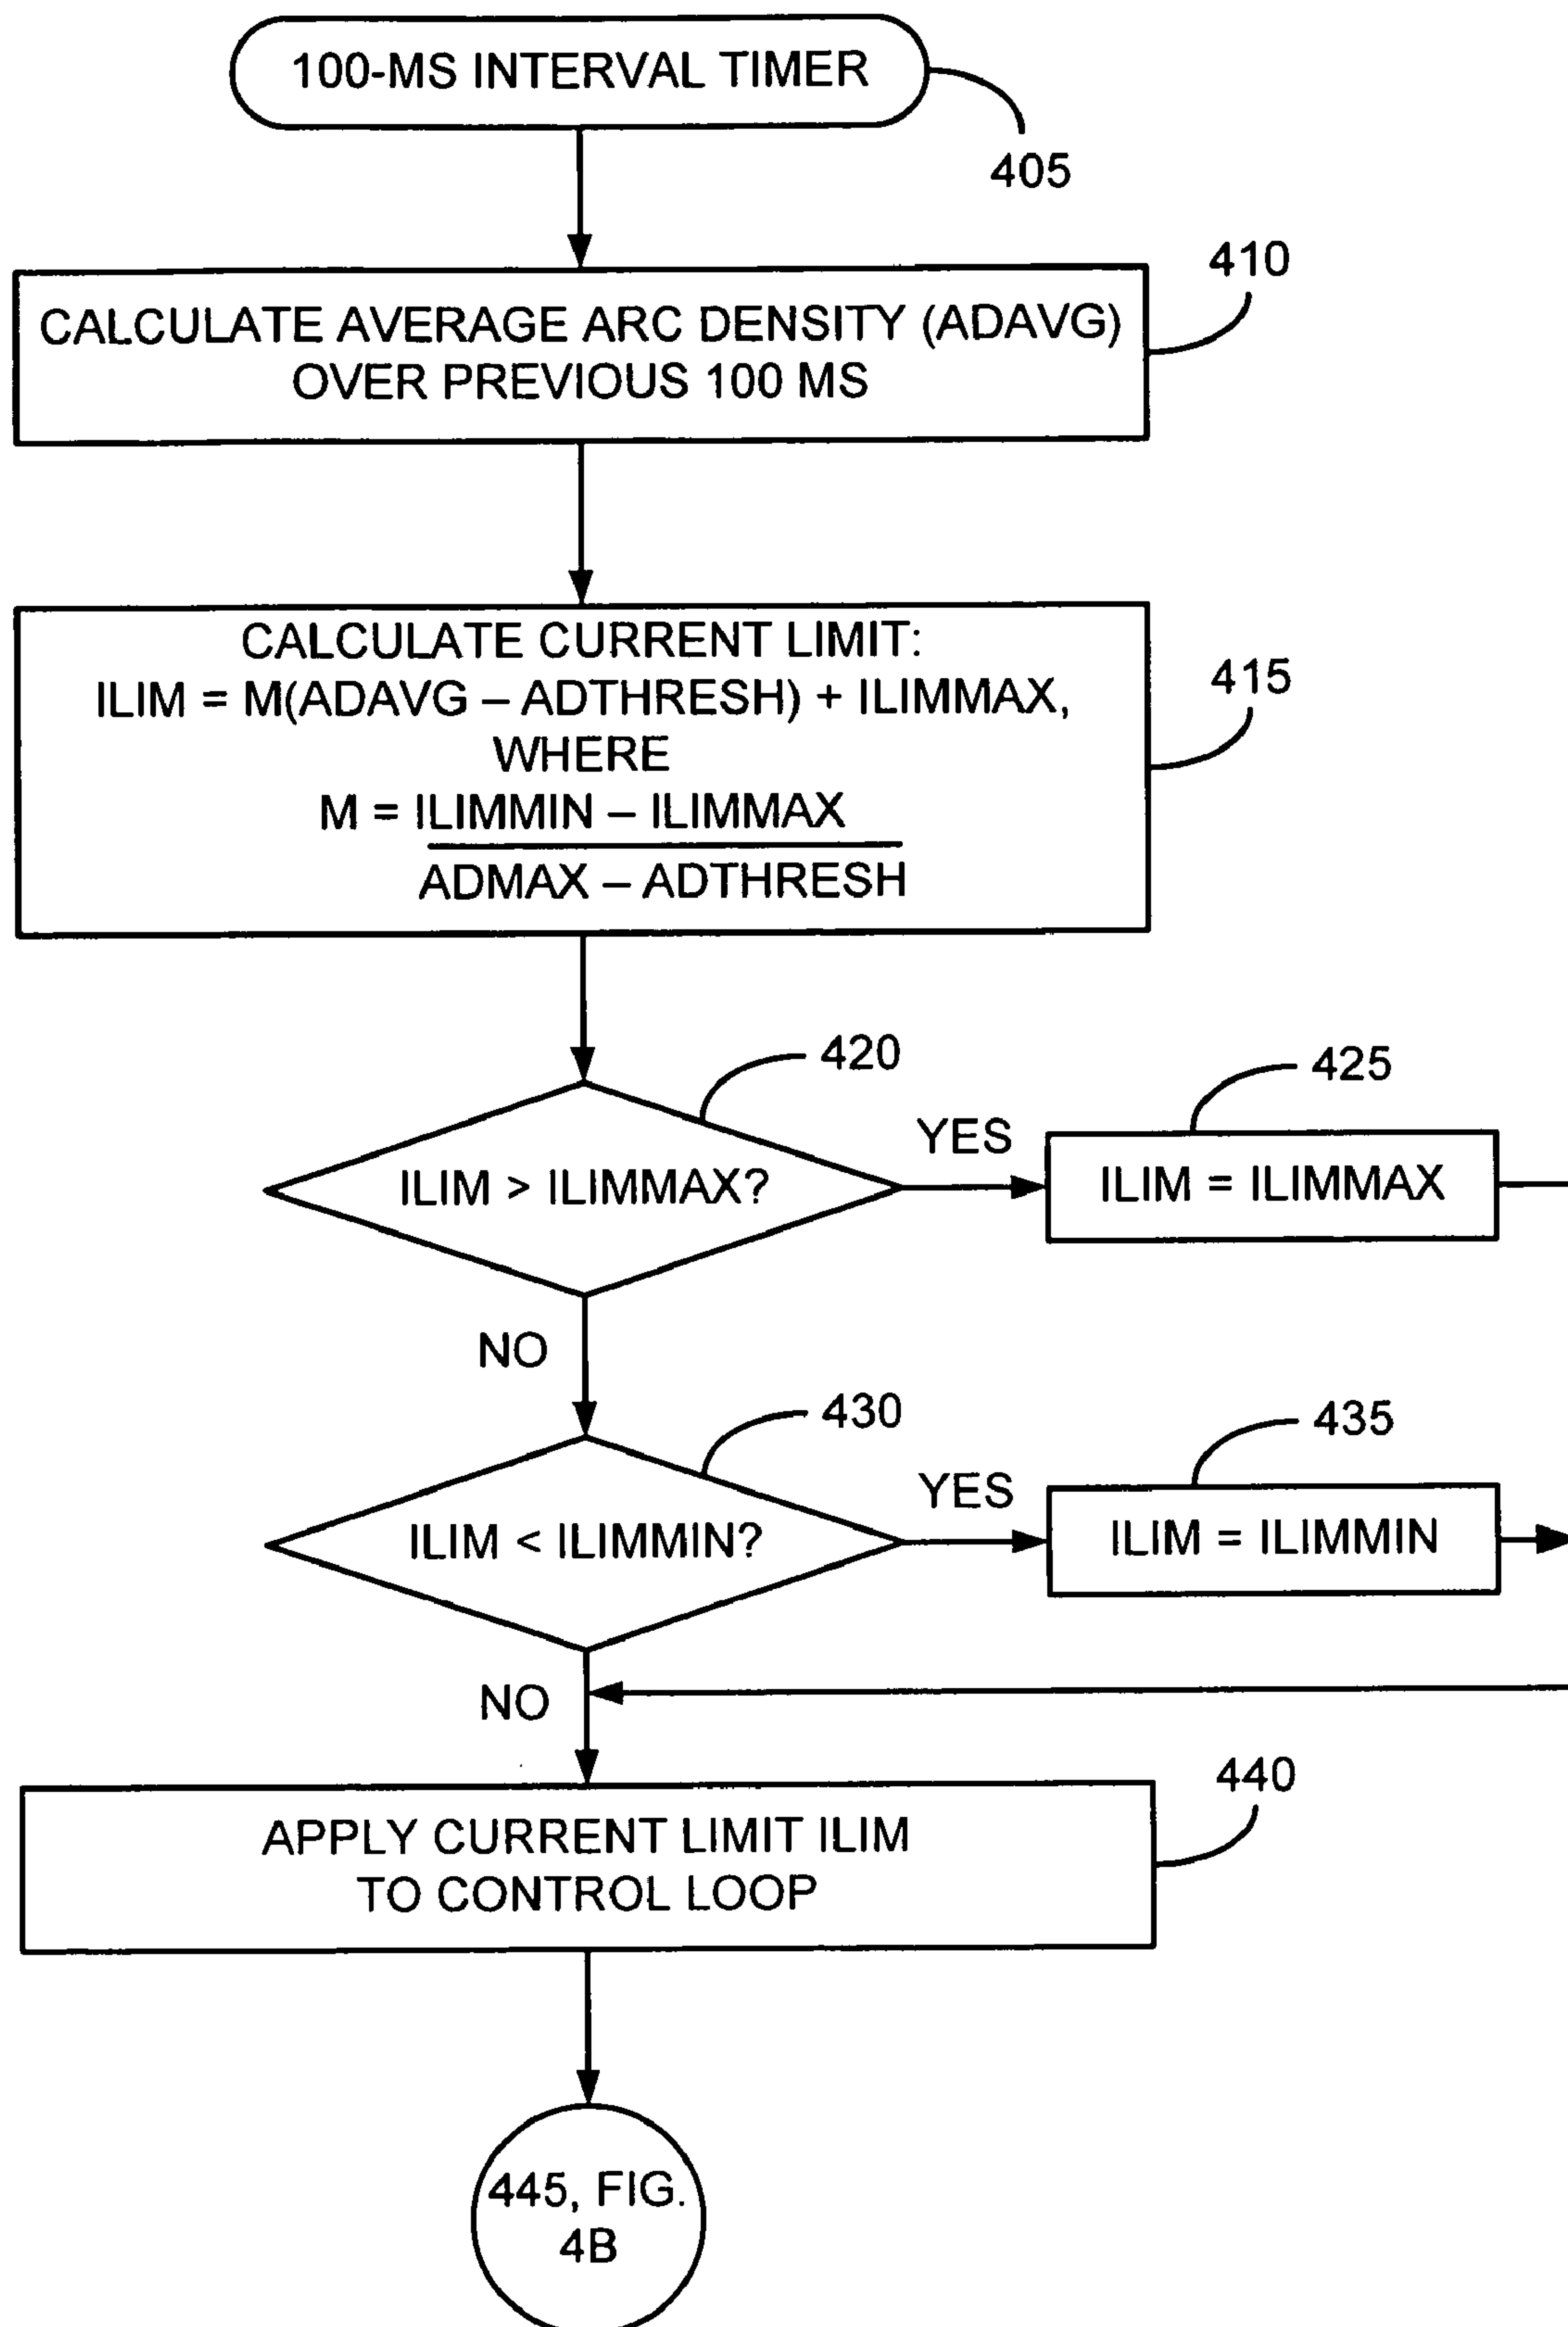 100-MS INTERVAL TIMER
405
410
CALCULATE AVERAGE ARC DENSITY (ADAVG)
OVER PREVIOUS 100 MS
CALCULATE CURRENT LIMIT:
ILIM = M(ADAVG – ADTHRESH) + ILIMMAX,
WHERE
M = ILIMMIN – ILIMMAX
ADMAX – ADTHRESH
415
420
425
ILIM > ILIMMAX?
YES
ILIM = ILIMMAX
NO
430
435
ILIM < ILIMMIN?
YES
ILIM = ILIMMIN
NO
440
APPLY CURRENT LIMIT ILIM
TO CONTROL LOOP
445, FIG.
4B